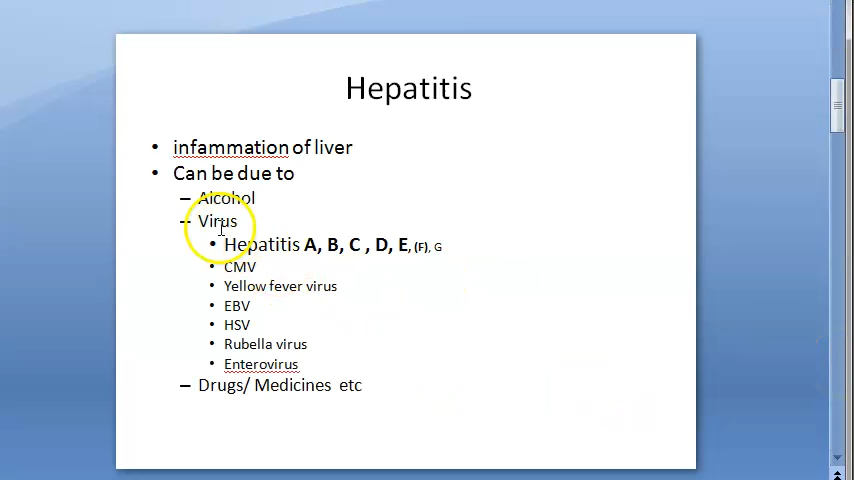 Hepatitis
• infammation of liver
• Can be due to
– Alcohol
– Virus
• Hepatitis A, B, C , D, E, (F), G
• CMV
• Yellow fever virus
• EBV
• HSV
• Rubella virus
• Enterovirus
– Drugs/ Medicines etc